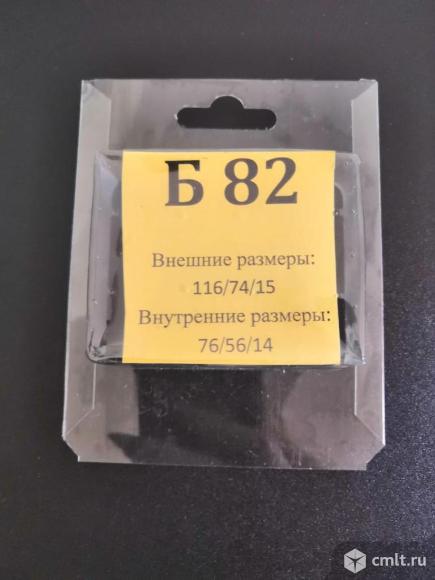 Б 82
Внешние размеры:
116/74/15
Внутренние размеры:
76/56/14
cmlt.ru